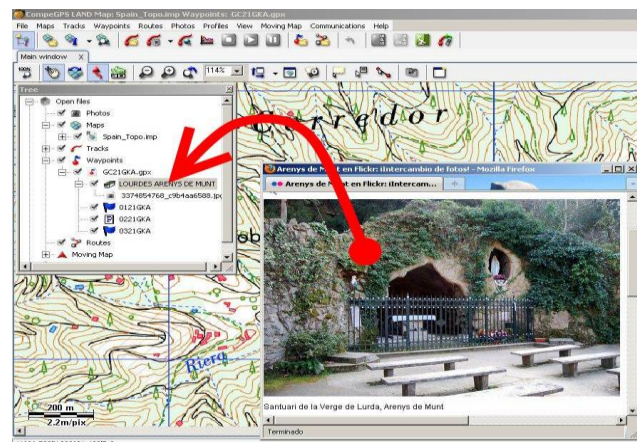 CompeGPS LAND Map: Spain_Topo.imp Waypoints: GC21GKA.gpx
File Maps Tracks Waypoints Routes Photos Profiles View Moving Map Communications Help
Main window X
100% 114%
Tree
Open files
Photos
Maps
Spain_Topo.imp
Tracks
Waypoints
GC21GKA.gpx
LOURDES ARENYS DE MUNT
3374854768_c9b4aa6588.jpg
0121GKA
0221GKA
0321GKA
Routes
Moving Map
Corredor
Riera
200 m
2.2m/pix
Arenys de Munt en Flickr: ¡Intercambio de fotos! - Mozilla Firefox
Arenys de Munt en Flickr: ¡Intercam...
Santuari de la Verge de Lurda, Arenys de Munt
Terminado